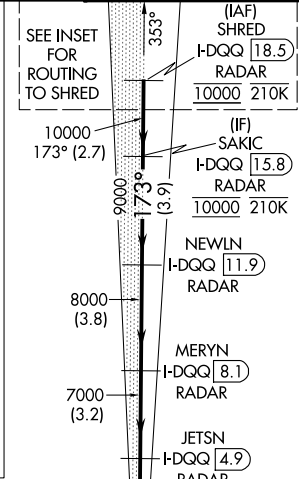 SEE INSET
FOR
ROUTING
TO SHRED
353°
(IAF)
SHRED
I-DQQ 18.5
RADAR
10000 210K
10000
173° (2.7)
(IF)
SAKIC
I-DQQ 15.8
RADAR
10000 210K
9000
173°
(3.9)
NEWLN
I-DQQ 11.9
RADAR
8000
(3.8)
MERYN
I-DQQ 8.1
RADAR
7000
(3.2)
JETSN
I-DQQ 4.9
RADAR